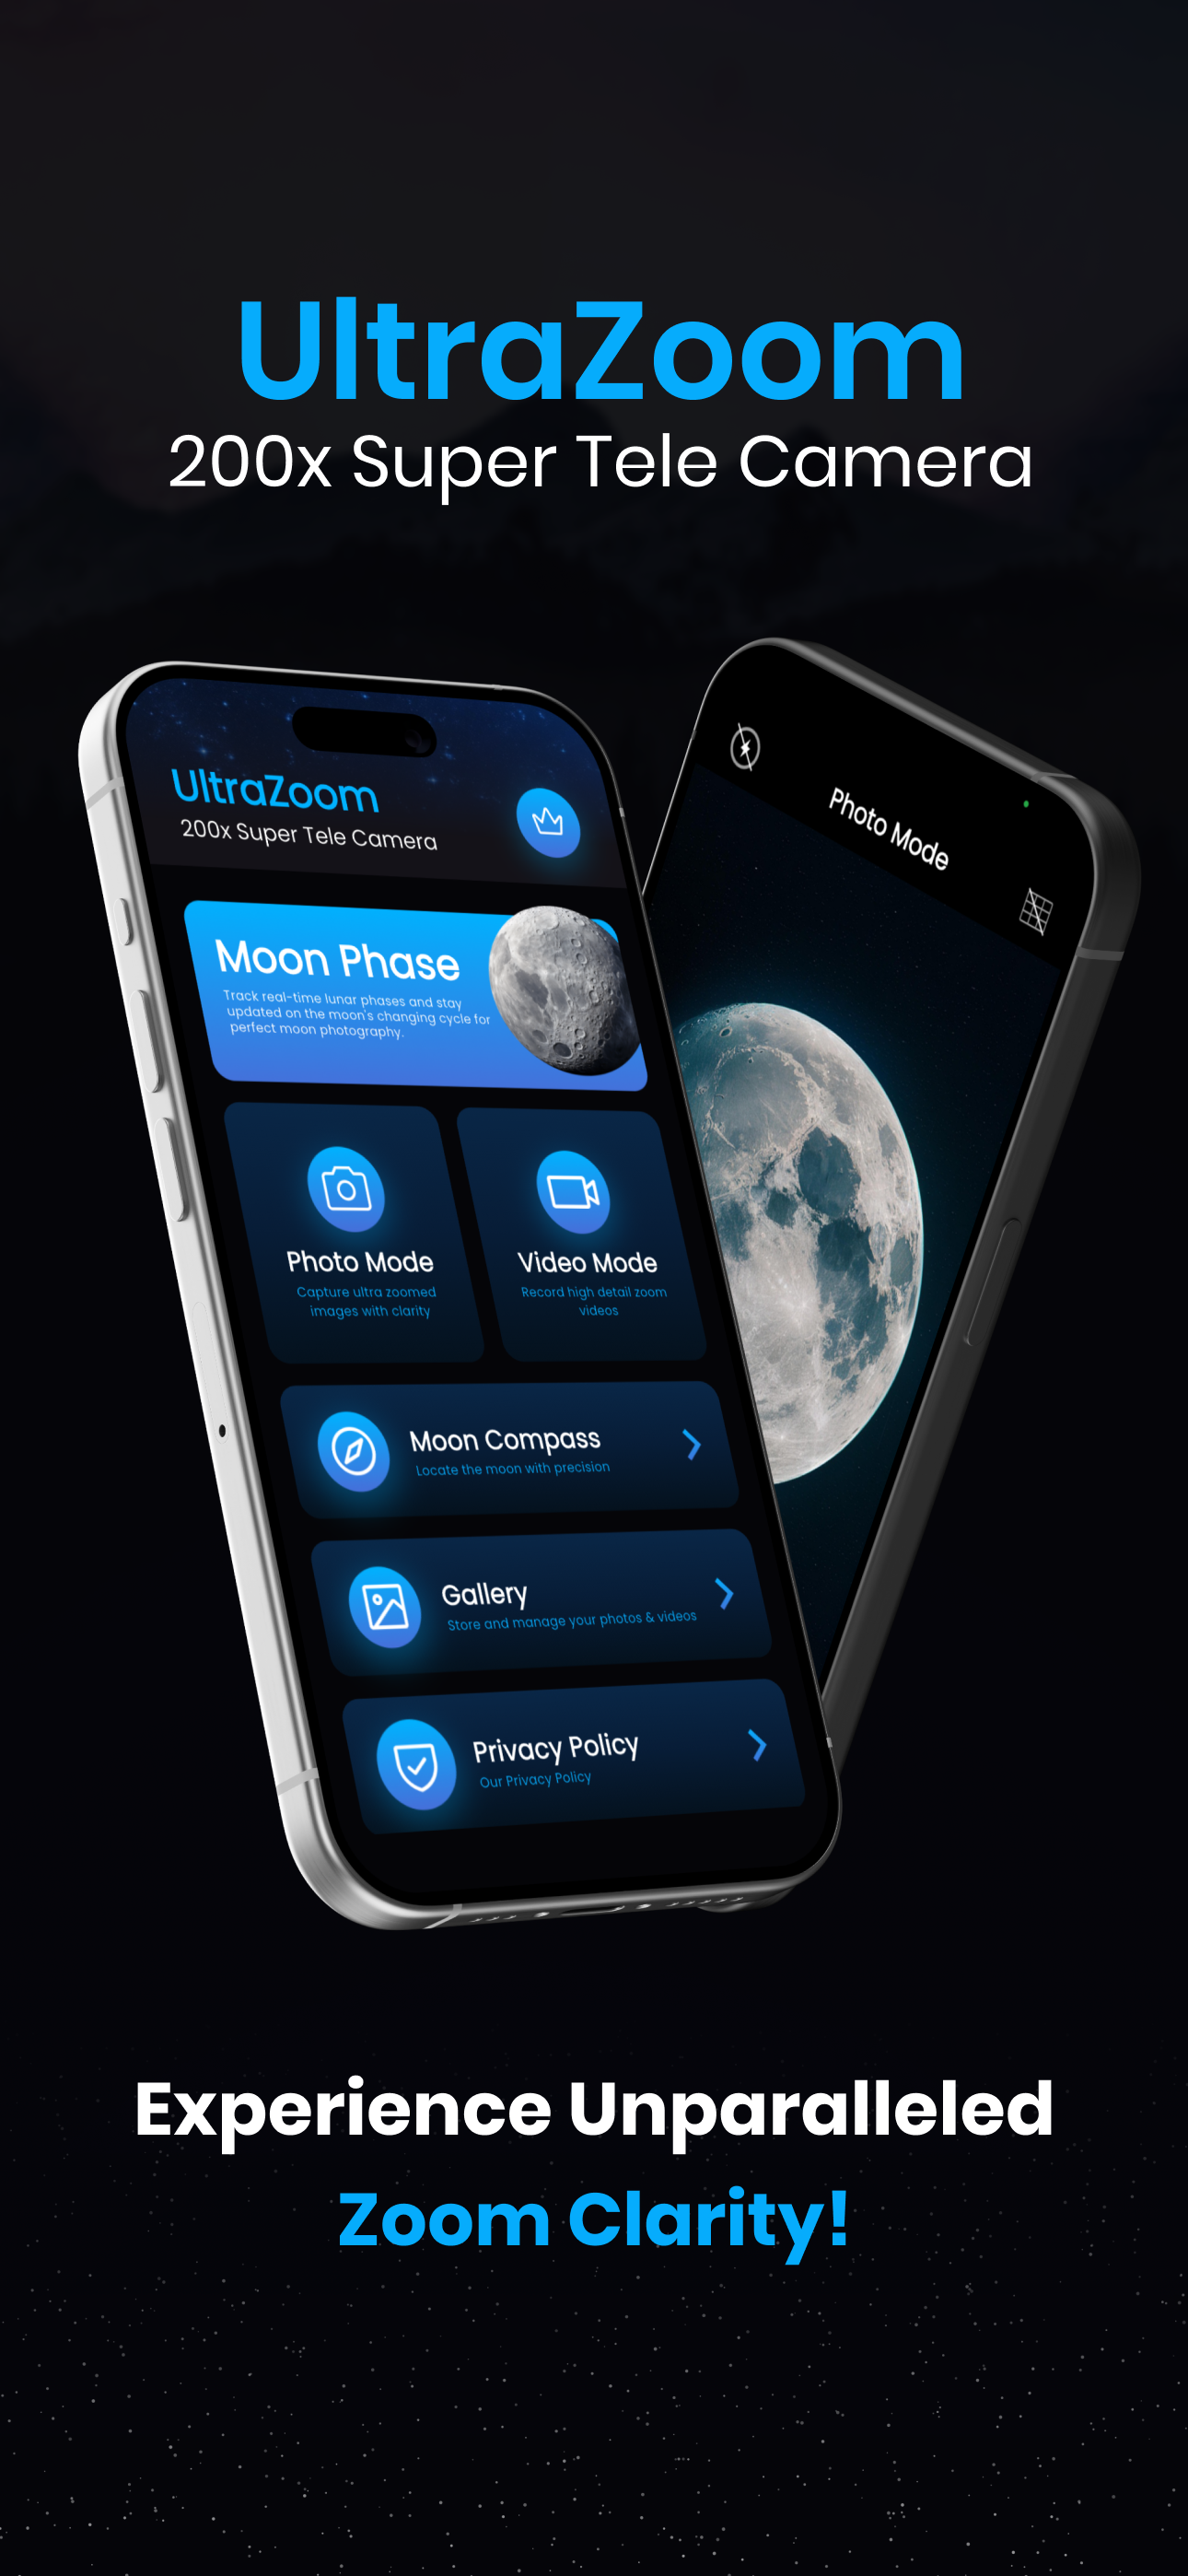 UltraZoom
200x Super Tele Camera
UltraZoom
200x Super Tele Camera
Moon Phase
Track real-time lunar phases and stay
updated on the moon's changing cycle for
perfect moon photography.
Photo Mode
Capture ultra zoomed
images with clarity
Video Mode
Record high detail zoom
videos
Moon Compass
Locate the moon with precision
Gallery
Store and manage your photos & videos
Privacy Policy
Our Privacy Policy
Photo Mode
Experience Unparalleled
Zoom Clarity!